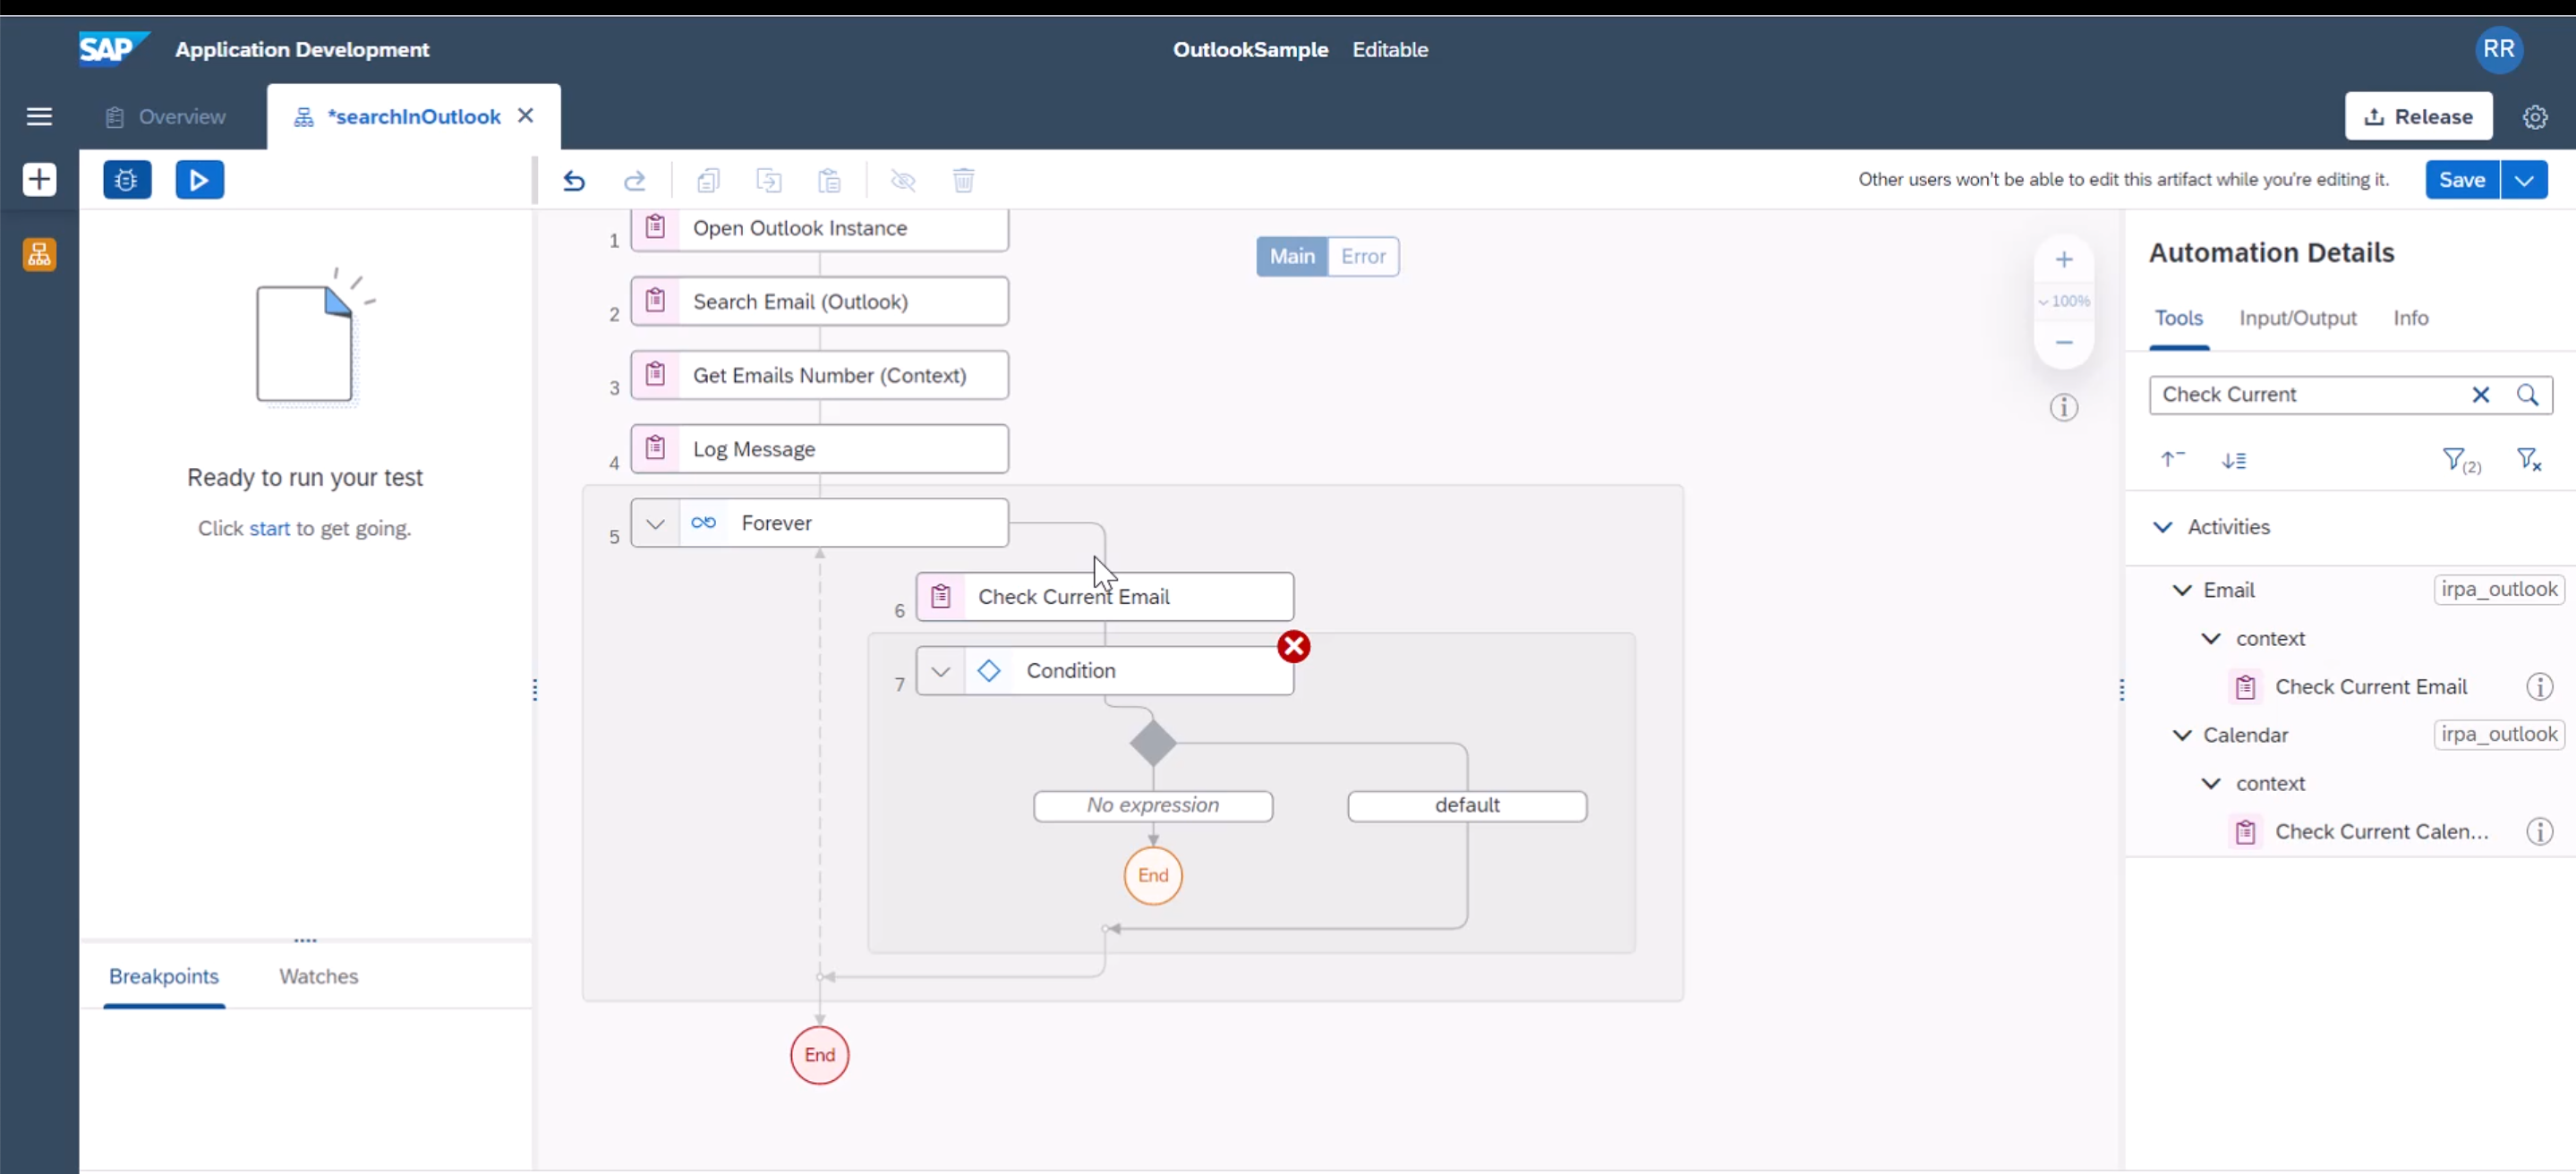 SAP Application Development
OutlookSample Editable
RR
Overview
*searchInOutlook
Release
Other users won't be able to edit this artifact while you're editing it.
Save
Ready to run your test
Click start to get going.
Breakpoints
Watches
1 Open Outlook Instance
2 Search Email (Outlook)
3 Get Emails Number (Context)
4 Log Message
5 Forever
6 Check Current Email
7 Condition
No expression
default
End
End
Main Error
100%
Automation Details
Tools Input/Output Info
Check Current
(2)
Activities
Email irpa_outlook
context
Check Current Email
Calendar irpa_outlook
context
Check Current Calen...